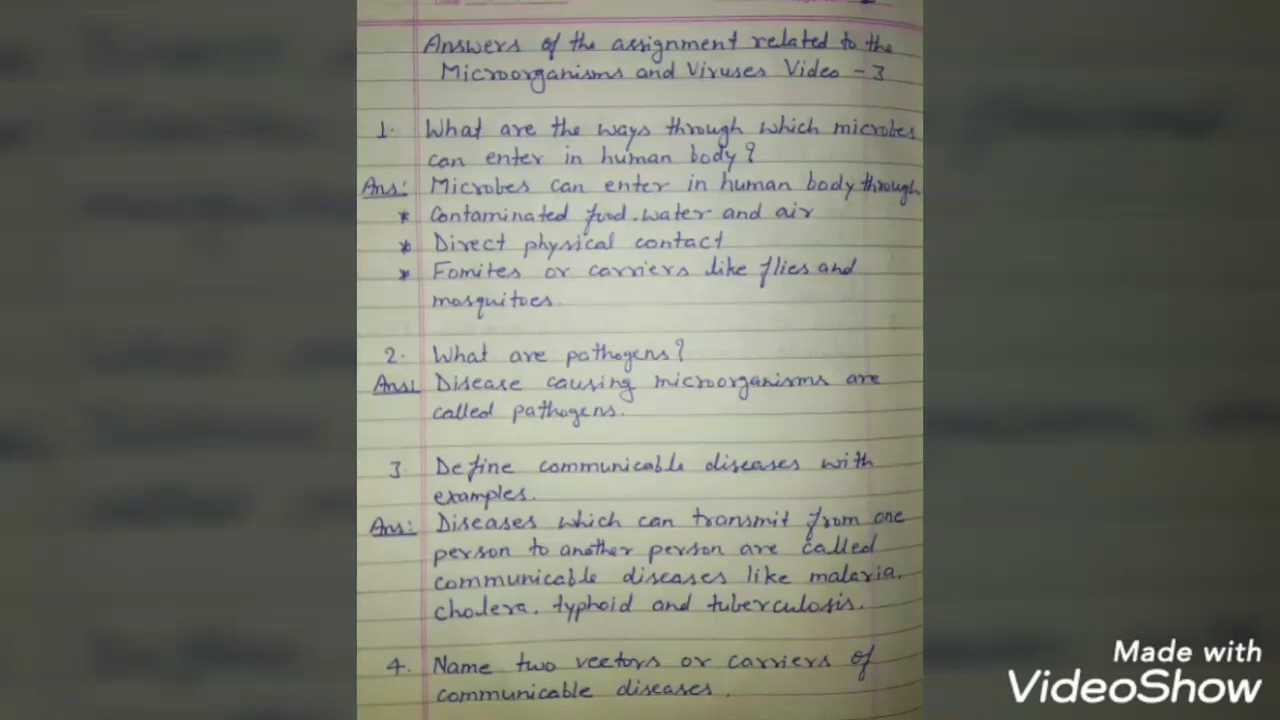 Answers of the assignment related to the
Microorganisms and Viruses Video - 3
1. What are the ways through which microbes
can enter in human body?
Ans: Microbes can enter in human body through
* Contaminated food, water and air
* Direct physical contact
* Fomites or carriers like flies and
mosquitoes
2. What are pathogens?
Ans: Disease causing microorganisms are
called pathogens.
3. Define communicable diseases with
examples.
Ans: Diseases which can transmit from one
person to another person are called
communicable diseases like malaria,
cholera, typhoid and tuberculosis.
4. Name two vectors or carriers of
communicable diseases.
Made with
VideoShow